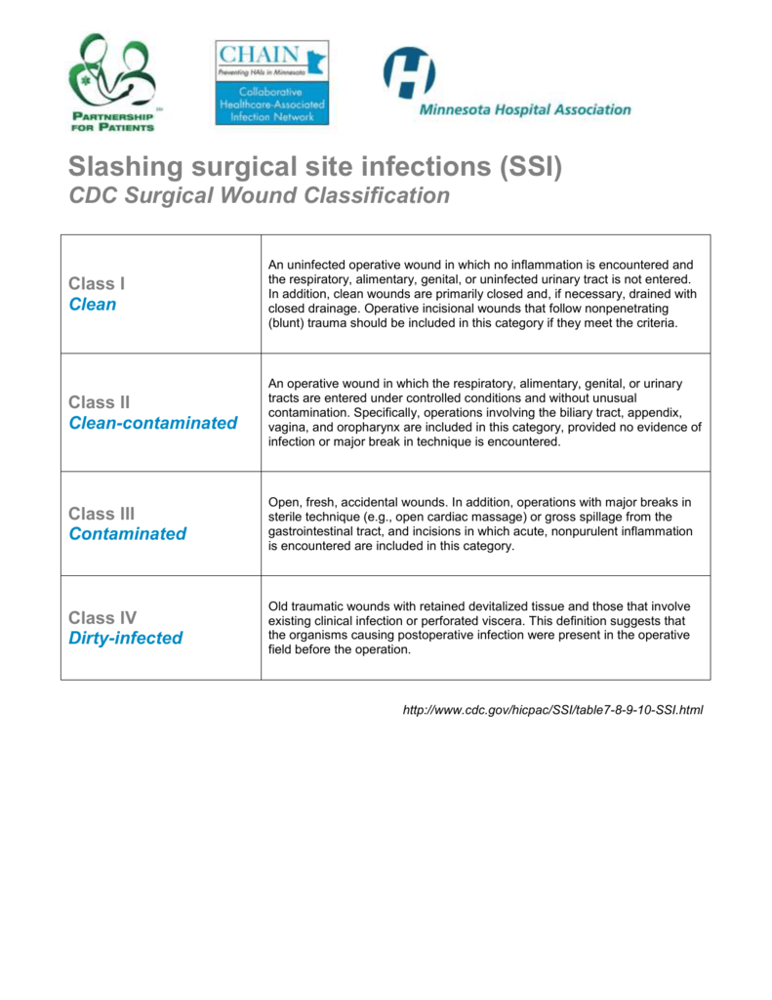 PARTNERSHIP
FOR PATIENTS
SM
CHAIN
Preventing HAIs in Minnesota
Collaborative
Healthcare-Associated
Infection Network
H
Minnesota Hospital Association
Slashing surgical site infections (SSI)
CDC Surgical Wound Classification
Class I
Clean
An uninfected operative wound in which no inflammation is encountered and
the respiratory, alimentary, genital, or uninfected urinary tract is not entered.
In addition, clean wounds are primarily closed and, if necessary, drained with
closed drainage. Operative incisional wounds that follow nonpenetrating
(blunt) trauma should be included in this category if they meet the criteria.
Class II
Clean-contaminated
An operative wound in which the respiratory, alimentary, genital, or urinary
tracts are entered under controlled conditions and without unusual
contamination. Specifically, operations involving the biliary tract, appendix,
vagina, and oropharynx are included in this category, provided no evidence of
infection or major break in technique is encountered.
Class III
Contaminated
Open, fresh, accidental wounds. In addition, operations with major breaks in
sterile technique (e.g., open cardiac massage) or gross spillage from the
gastrointestinal tract, and incisions in which acute, nonpurulent inflammation
is encountered are included in this category.
Class IV
Dirty-infected
Old traumatic wounds with retained devitalized tissue and those that involve
existing clinical infection or perforated viscera. This definition suggests that
the organisms causing postoperative infection were present in the operative
field before the operation.
http://www.cdc.gov/hicpac/SSI/table7-8-9-10-SSI.html